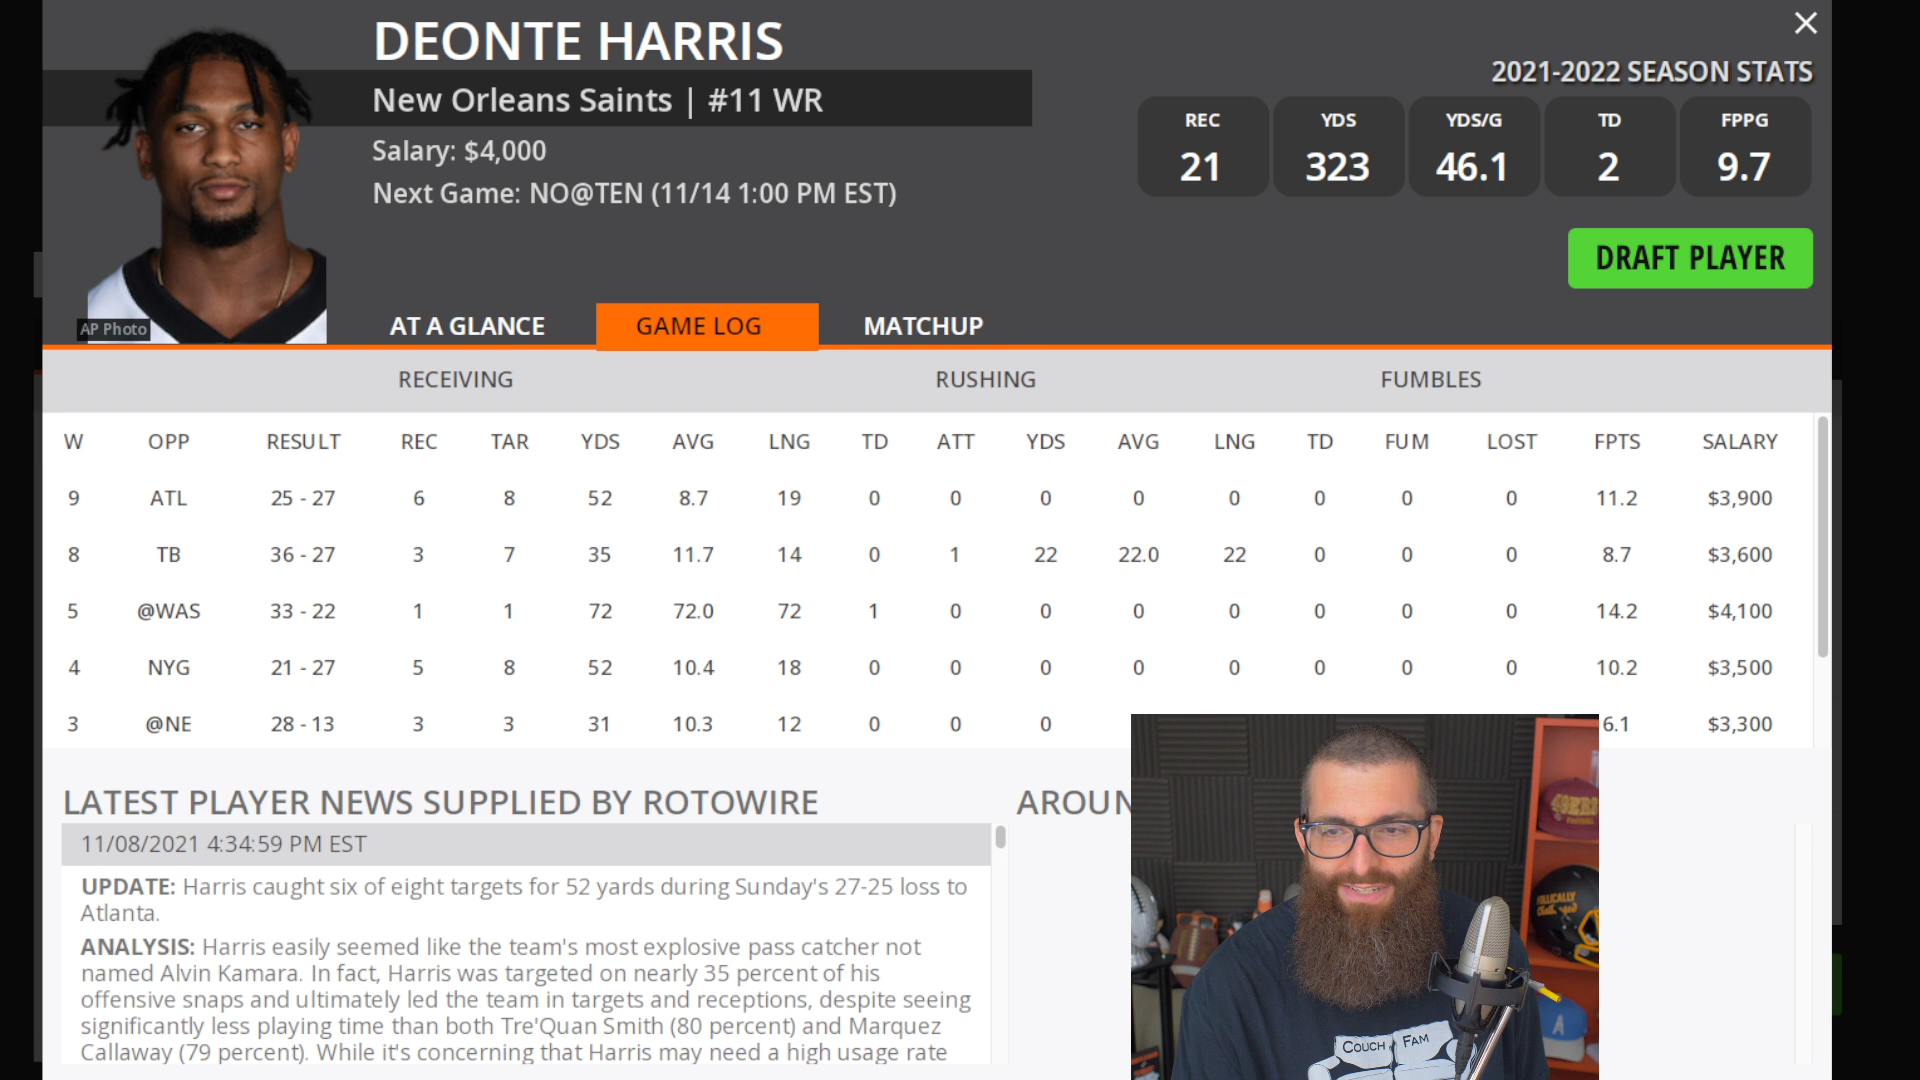 DEONTE HARRIS
New Orleans Saints | #11 WR
Salary: $4,000
Next Game: NO@TEN (11/14 1:00 PM EST)
AP Photo
2021-2022 SEASON STATS
REC YDS YDS/G TD FPPG
21 323 46.1 2 9.7
DRAFT PLAYER
AT A GLANCE GAME LOG MATCHUP
RECEIVING RUSHING FUMBLES
W OPP RESULT REC TAR YDS AVG LNG TD ATT YDS AVG LNG TD FUM LOST FPTS SALARY
9 ATL 25 - 27 6 8 52 8.7 19 0 0 0 0 0 0 0 0 11.2 $3,900
8 TB 36 - 27 3 7 35 11.7 14 0 1 22 22.0 22 0 0 0 8.7 $3,600
5 @WAS 33 - 22 1 1 72 72.0 72 1 0 0 0 0 0 0 0 14.2 $4,100
4 NYG 21 - 27 5 8 52 10.4 18 0 0 0 0 0 0 0 0 10.2 $3,500
3 @NE 28 - 13 3 3 31 10.3 12 0 0 0 6.1 $3,300
LATEST PLAYER NEWS SUPPLIED BY ROTOWIRE
11/08/2021 4:34:59 PM EST
UPDATE: Harris caught six of eight targets for 52 yards during Sunday's 27-25 loss to
Atlanta.
ANALYSIS: Harris easily seemed like the team's most explosive pass catcher not
named Alvin Kamara. In fact, Harris was targeted on nearly 35 percent of his
offensive snaps and ultimately led the team in targets and receptions, despite seeing
significantly less playing time than both Tre'Quan Smith (80 percent) and Marquez
Callaway (79 percent). While it's concerning that Harris may need a high usage rate
AROUN
49ERS
A
COUCH FAM